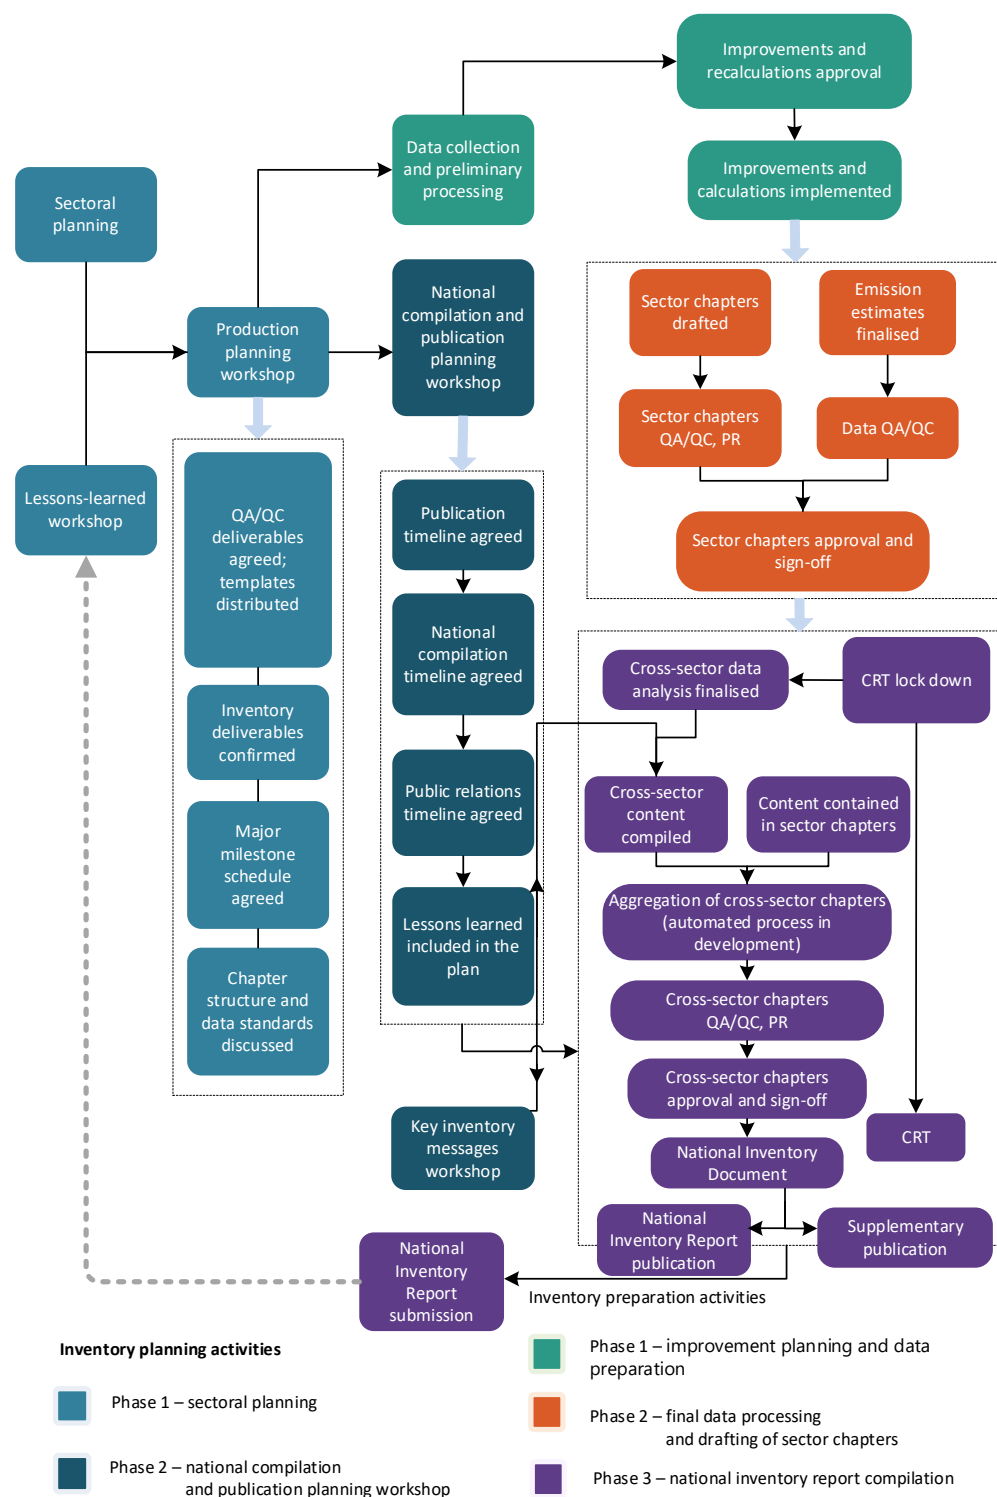 Improvements and
recalculations approval
Data collection
and preliminary
processing
Improvements and
calculations implemented
Sectoral
planning
Production
planning
workshop
National
compilation and
publication
planning
workshop
Sector chapters
drafted
Emission
estimates
finalised
Sector chapters
QA/QC, PR
Data QA/QC
Sector chapters approval and
sign-off
Lessons-learned
workshop
QA/QC
deliverables
agreed;
templates
distributed
Inventory
deliverables
confirmed
Major
milestone
schedule
agreed
Chapter
structure and
data standards
discussed
Publication
timeline agreed
National
compilation
timeline agreed
Public relations
timeline agreed
Lessons learned
included in the
plan
Key inventory
messages
workshop
Cross-sector data
analysis finalised
CRT lock down
Cross-sector
content
compiled
Content contained
in sector chapters
Aggregation of cross-sector chapters
(automated process in
development)
Cross-sector chapters
QA/QC, PR
Cross-sector chapters
approval and sign-off
CRT
National Inventory
Document
National
Inventory Report
publication
Supplementary
publication
National
Inventory
Report
submission
Inventory preparation activities
Inventory planning activities
Phase 1 – sectoral planning
Phase 2 – national compilation
and publication planning workshop
Phase 1 – improvement planning and data
preparation
Phase 2 – final data processing
and drafting of sector chapters
Phase 3 – national inventory report compilation